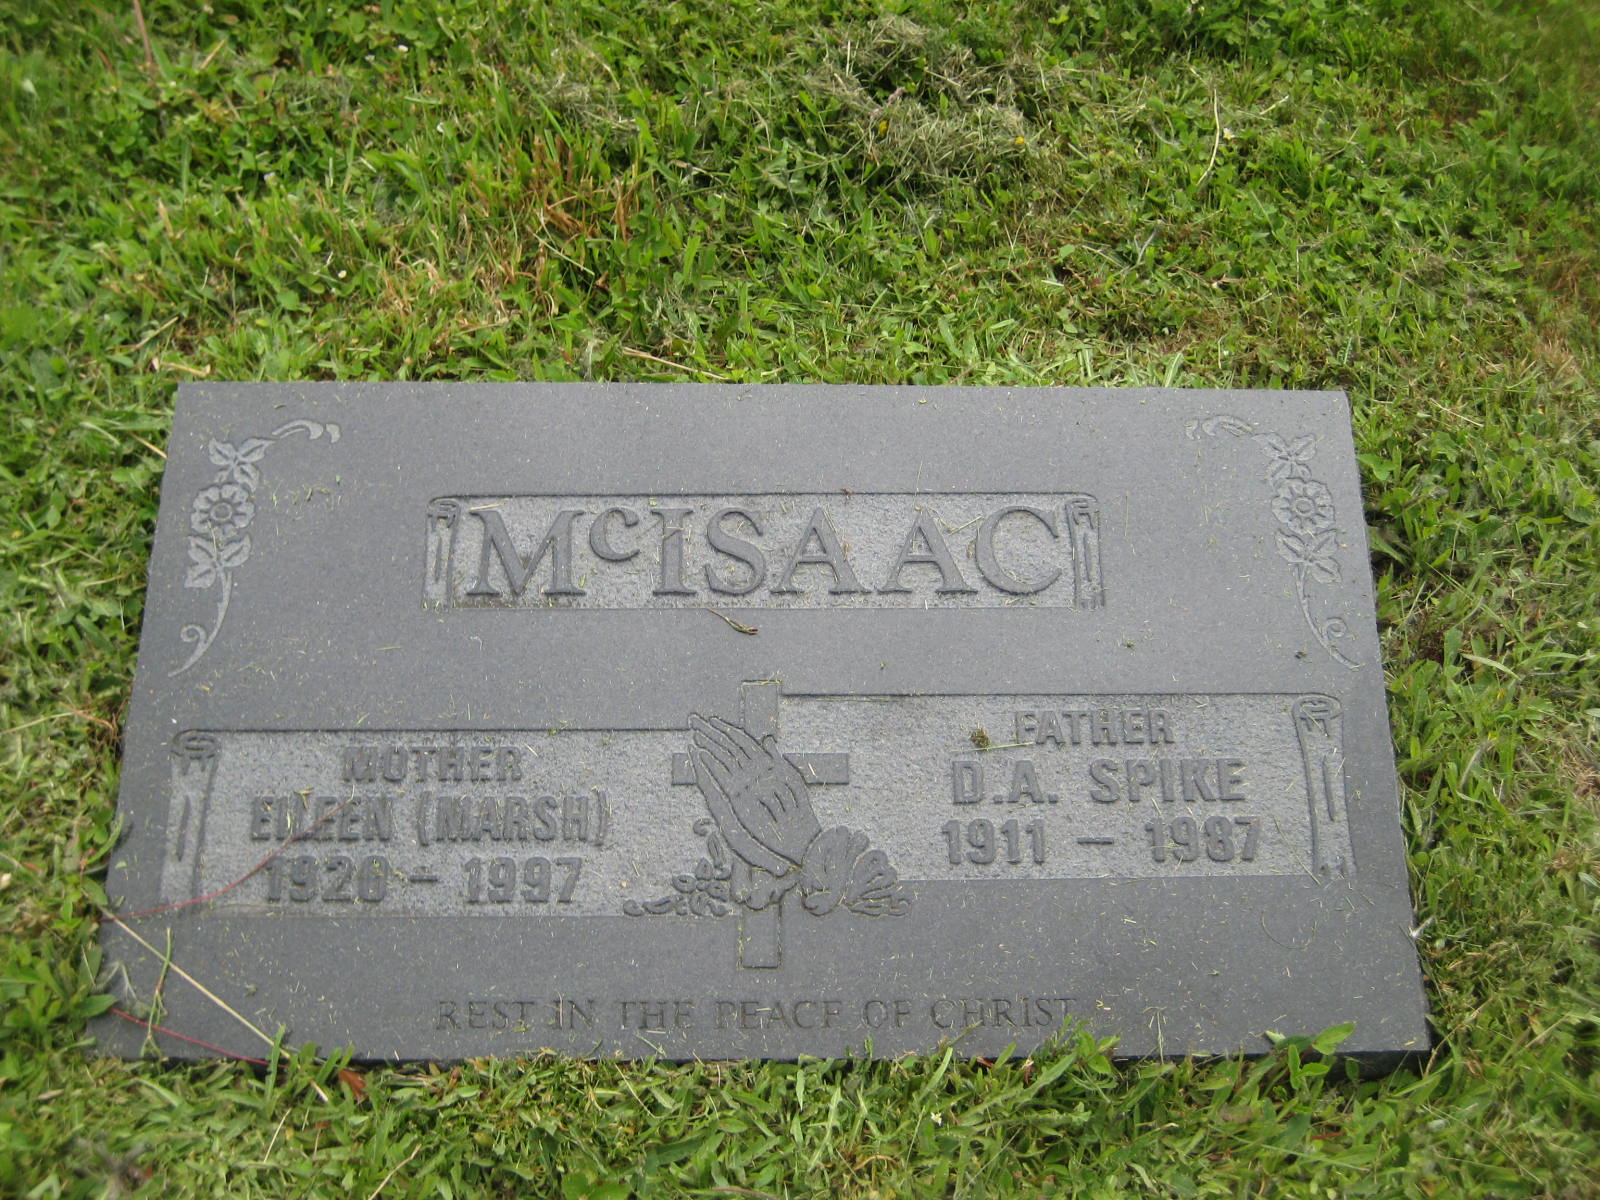 McISAAC
MOTHER
EILEEN (MARSH)
1920 - 1997
FATHER
D.A. SPIKE
1911 - 1987
REST IN THE PEACE OF CHRIST